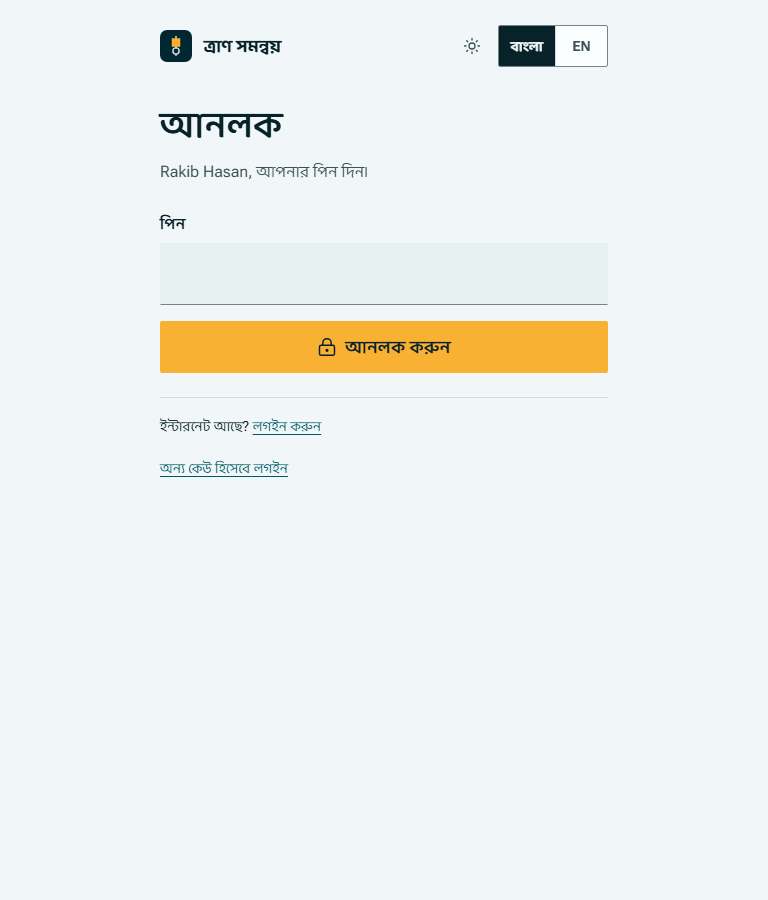 ত্রাণ সমন্বয়
বাংলা EN
আনলক
Rakib Hasan, আপনার পিন দিন।
পিন
আনলক করুন
ইন্টারনেট আছে? লগইন করুন
অন্য কেউ হিসেবে লগইন